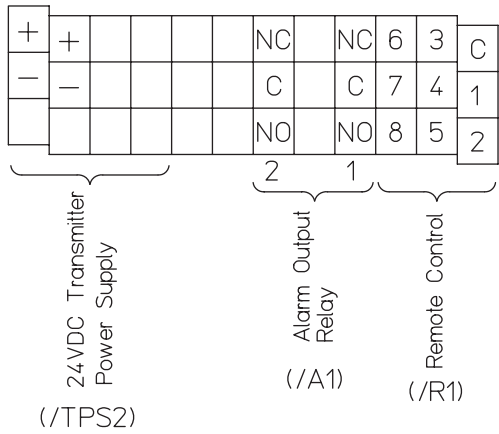 + + NC NC 6 3 C
− − C C 7 4 1
NO NO 8 5 2
2 1
24VDC Transmitter
Power Supply
(/TPS2)
Alarm Output
Relay
(/A1)
Remote Control
(/R1)